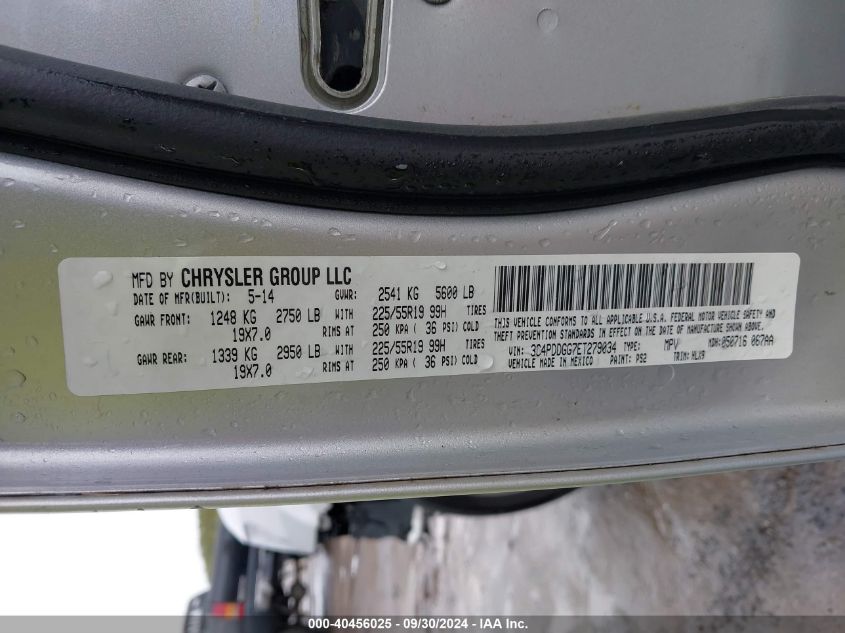 MFD BY CHRYSLER GROUP LLC
DATE OF MFR(BUILT): 5-14 GVWR: 2541 KG 5600 LB
GAWR FRONT: 1248 KG 2750 LB WITH 225/55R19 99H TIRES
19X7.0 RIMS AT 250 KPA ( 36 PSI) COLD
GAWR REAR: 1339 KG 2950 LB WITH 225/55R19 99H TIRES
19X7.0 RIMS AT 250 KPA ( 36 PSI) COLD
THIS VEHICLE CONFORMS TO ALL APPLICABLE U.S.A. FEDERAL MOTOR VEHICLE SAFETY AND
THEFT PREVENTION STANDARDS IN EFFECT ON THE DATE OF MANUFACTURE SHOWN ABOVE.
VIN: 3C4PDDGG7ET279034 TYPE: MPV MDH: 050716 067AA
VEHICLE MADE IN MEXICO PAINT: PS2 TRIM: HLX9
000-40456025 - 09/30/2024 - IAA Inc.